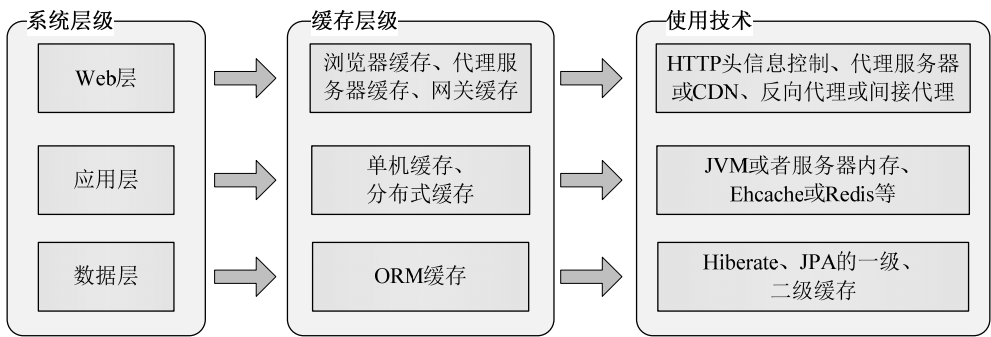 系统层级
缓存层级
使用技术
Web层
浏览器缓存、代理服
务器缓存、网关缓存
HTTP头信息控制、代理服务器
或CDN、反向代理或间接代理
应用层
单机缓存、
分布式缓存
JVM或者服务器内存、
Ehcache或Redis等
数据层
ORM缓存
Hiberate、JPA的一级、
二级缓存